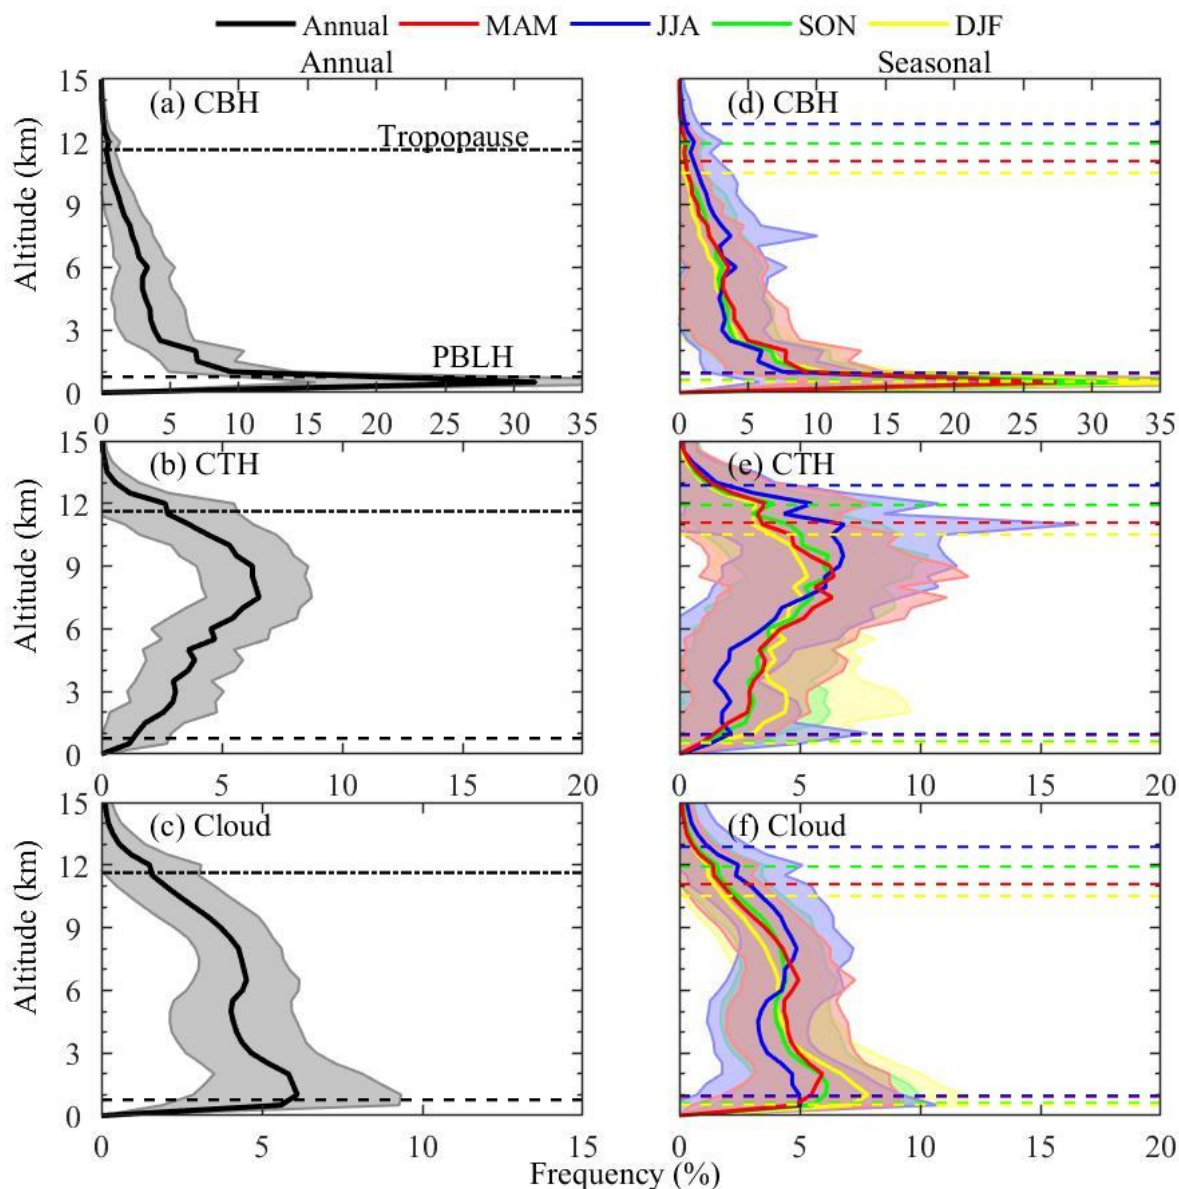 Annual MAM JJA SON DJF
Annual Seasonal
15 12 9 6 3 0
Altitude (km)
(a) CBH
Tropopause
PBLH
0 5 10 15 20 25 30 35
(d) CBH
0 5 10 15 20 25 30 35
15 12 9 6 3 0
Altitude (km)
(b) CTH
0 5 10 15 20
(e) CTH
0 5 10 15 20
15 12 9 6 3 0
Altitude (km)
(c) Cloud
0 5 10 15
(f) Cloud
0 5 10 15 20
Frequency (%)